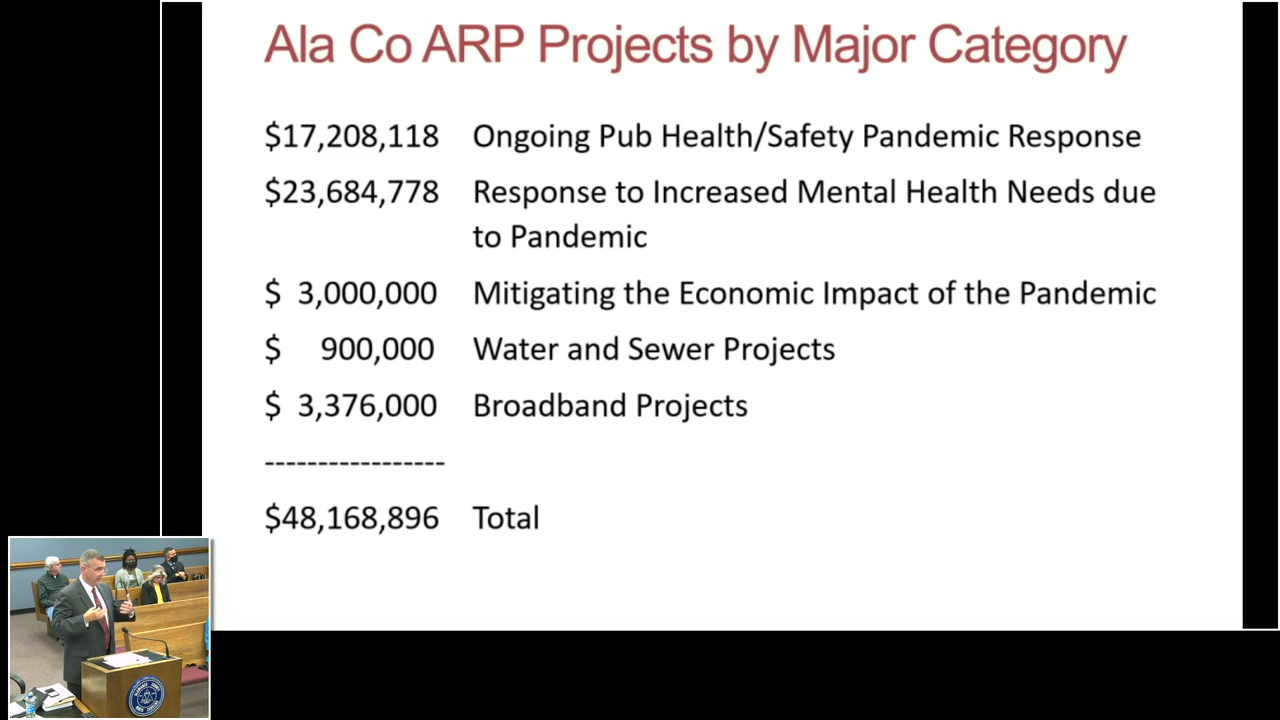 Ala Co ARP Projects by Major Category
$17,208,118 Ongoing Pub Health/Safety Pandemic Response
$23,684,778 Response to Increased Mental Health Needs due
to Pandemic
$ 3,000,000 Mitigating the Economic Impact of the Pandemic
$ 900,000 Water and Sewer Projects
$ 3,376,000 Broadband Projects
-----------------
$48,168,896 Total